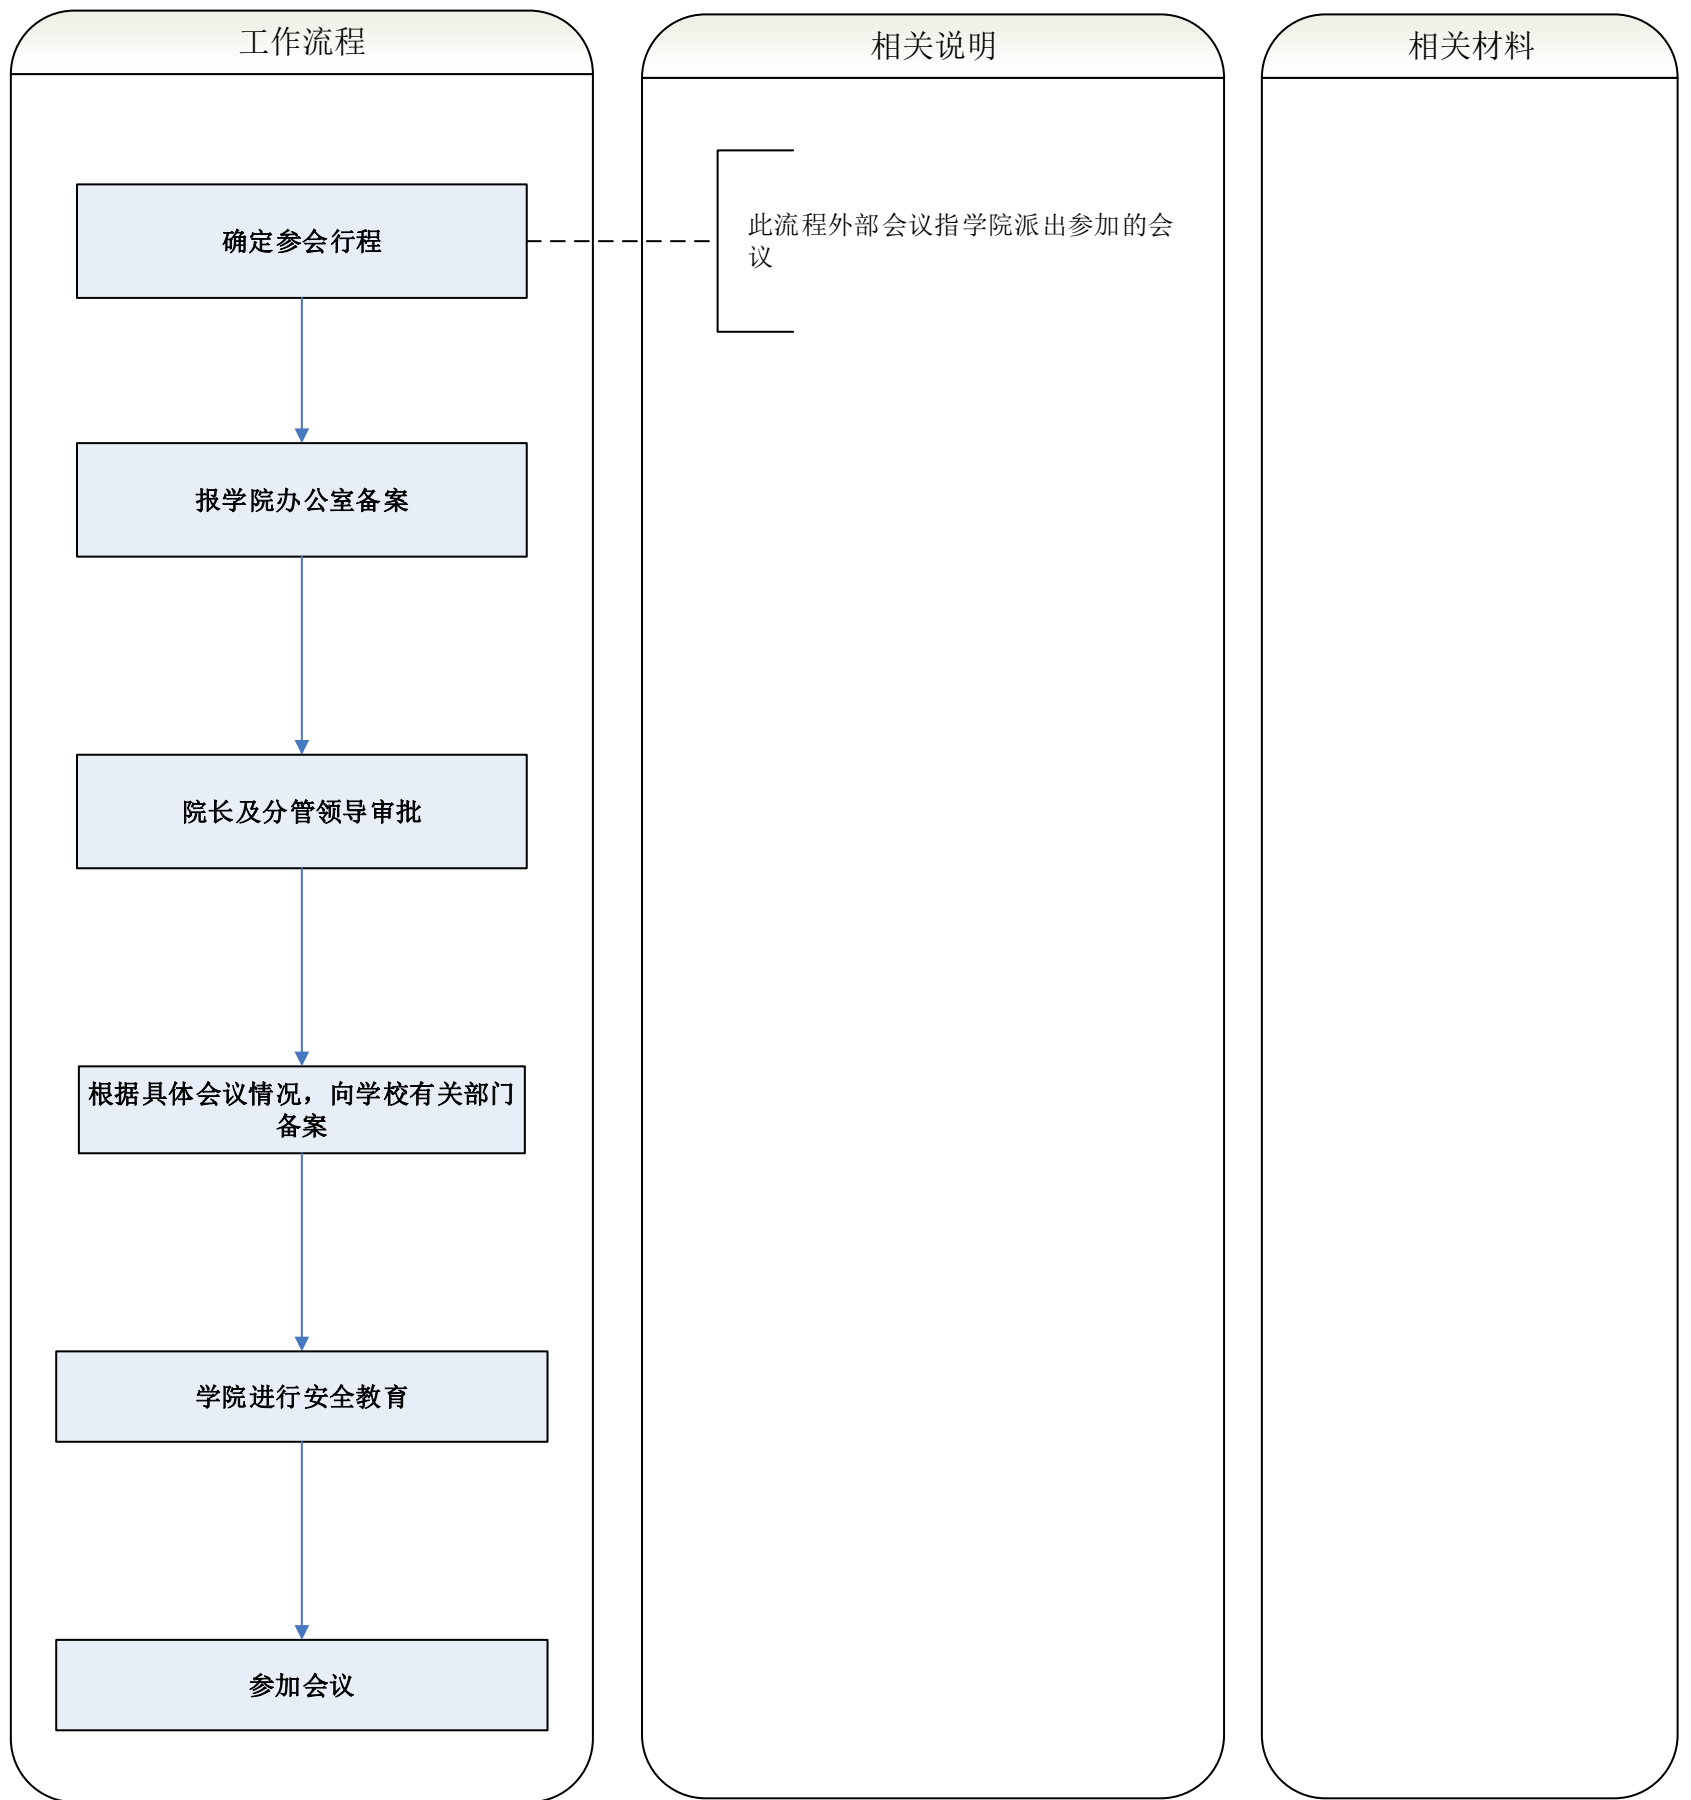 工作流程
相关说明
相关材料
确定参会行程
此流程外部会议指学院派出参加的会
议
报学院办公室备案
院长及分管领导审批
根据具体会议情况，向学校有关部门
备案
学院进行安全教育
参加会议